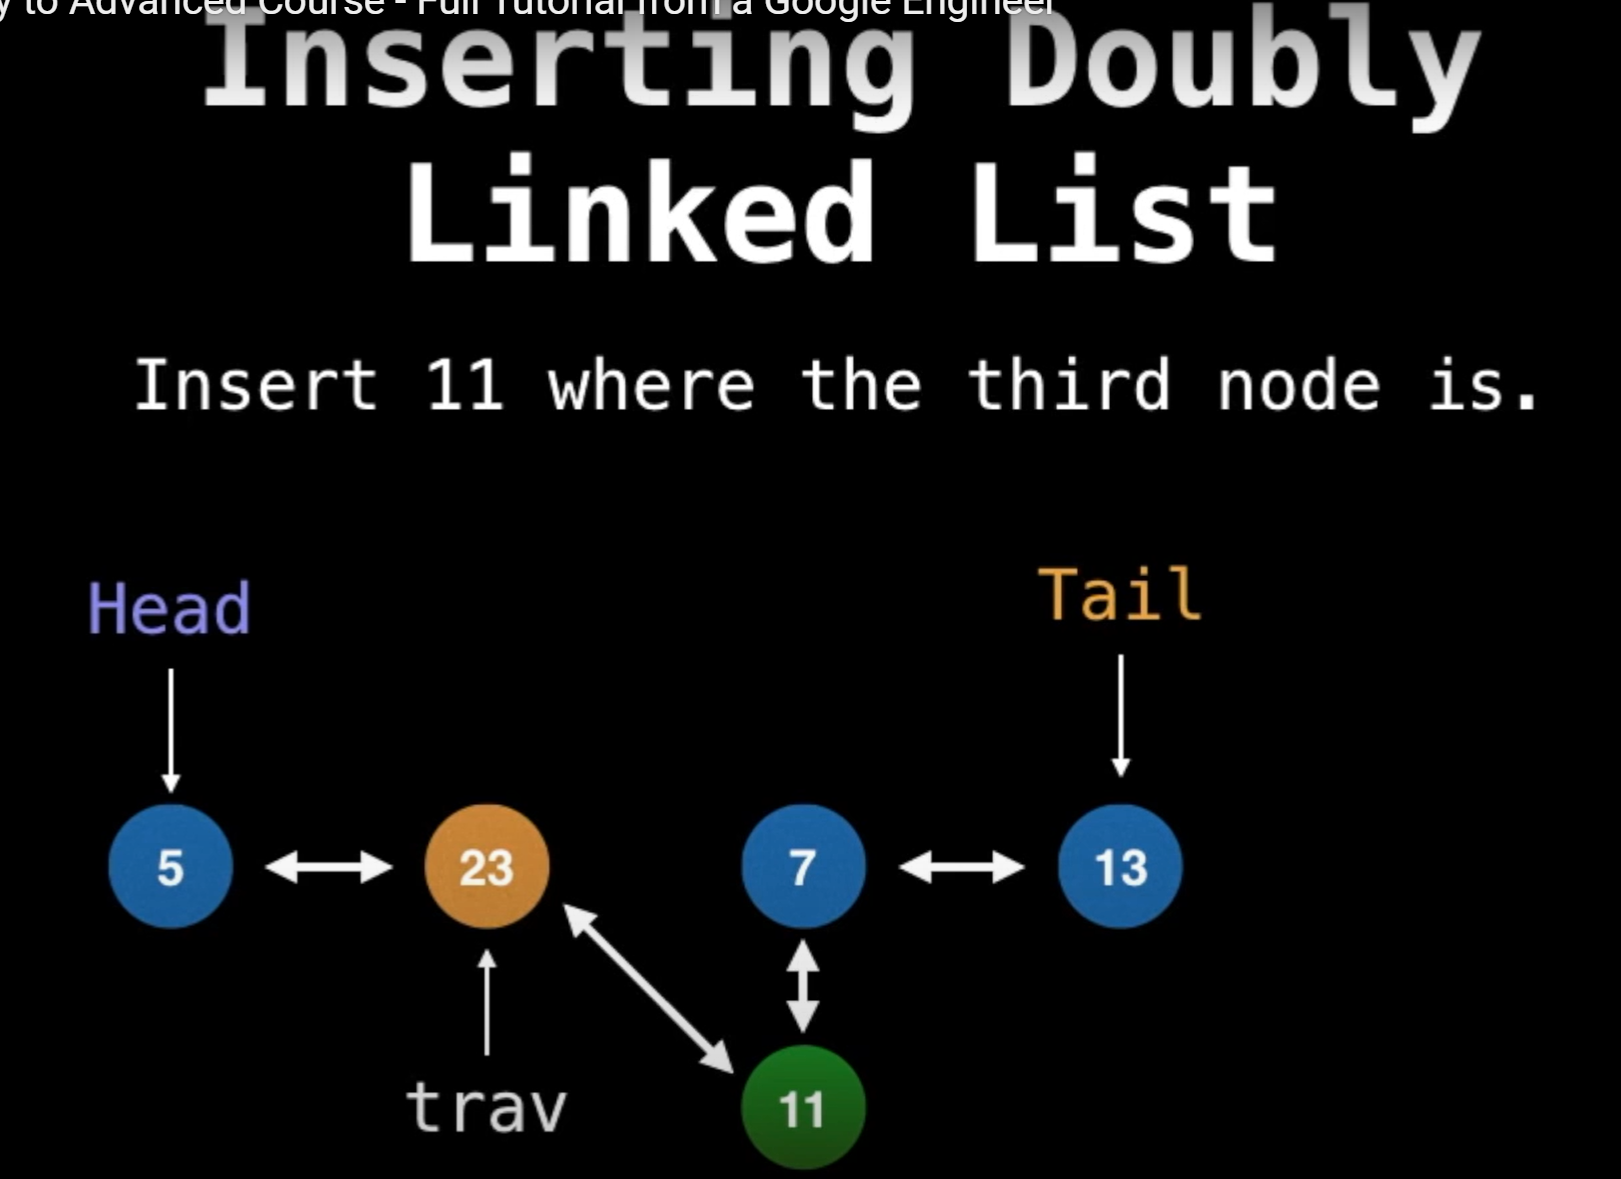 to Advanced Course - Full Tutorial from a Google Engineer
Inserting Doubly
Linked List
Insert 11 where the third node is.
Head
Tail
5
23
7
13
trav
11